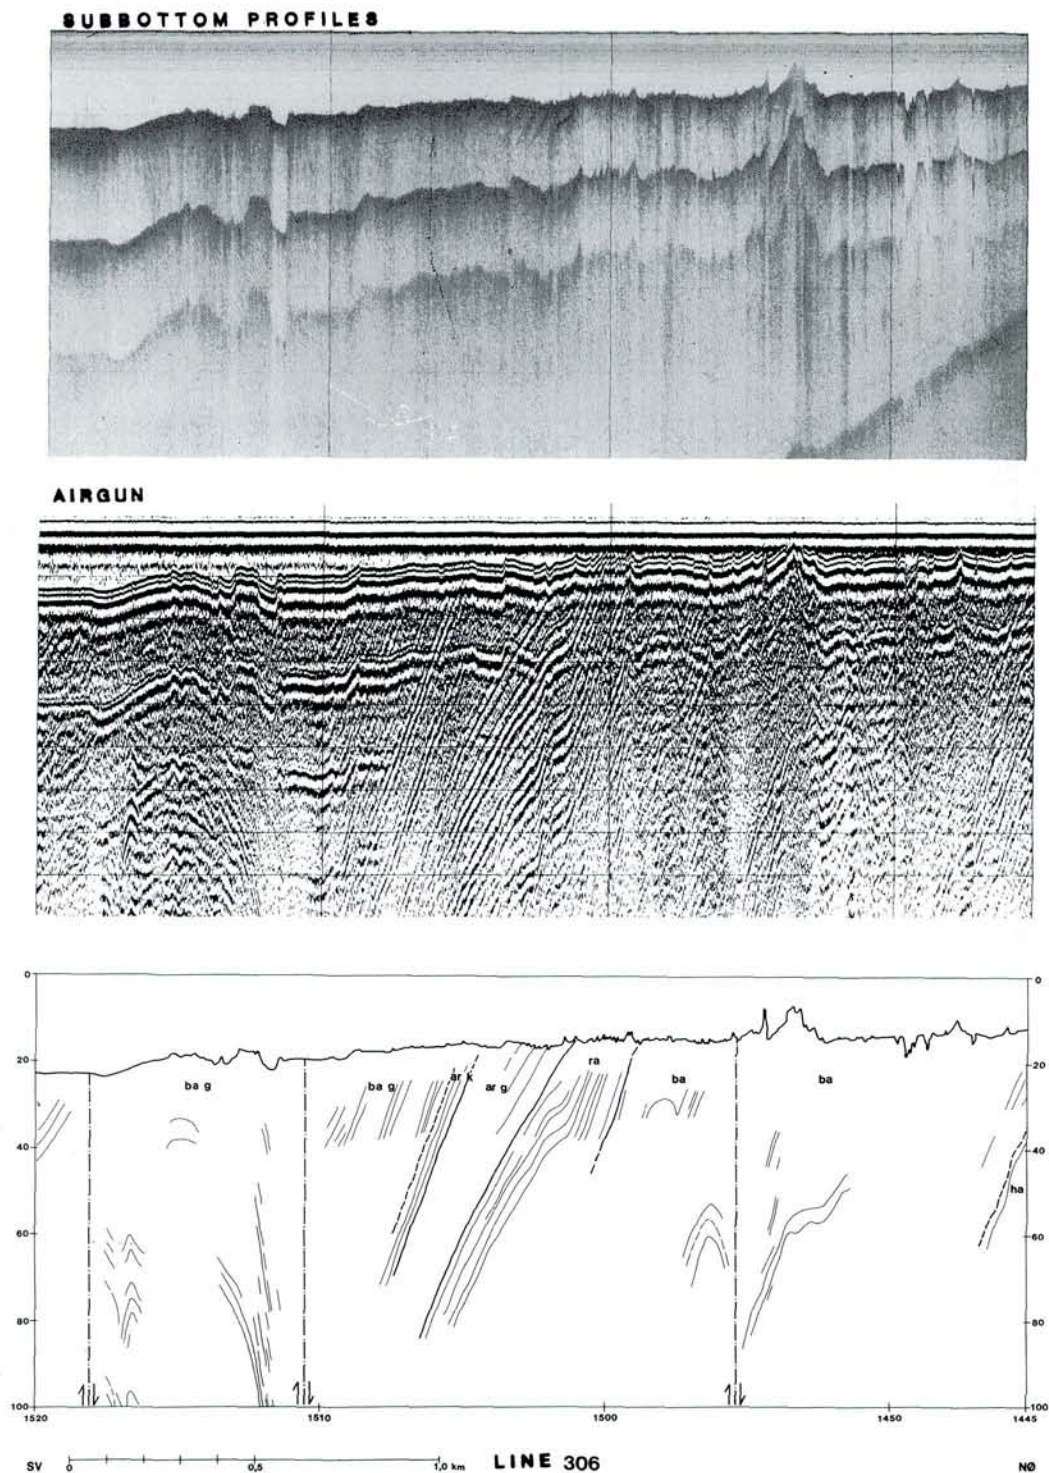 SUBBOTTOM PROFILES
AIRGUN
0 0
20 20
ba g ba g ar k ar g ra ba ba
40 40
ha
60 60
80 80
100 100
1520 1510 1500 1450 1445
SV 0 0,5 1,0 km LINE 306 NØ